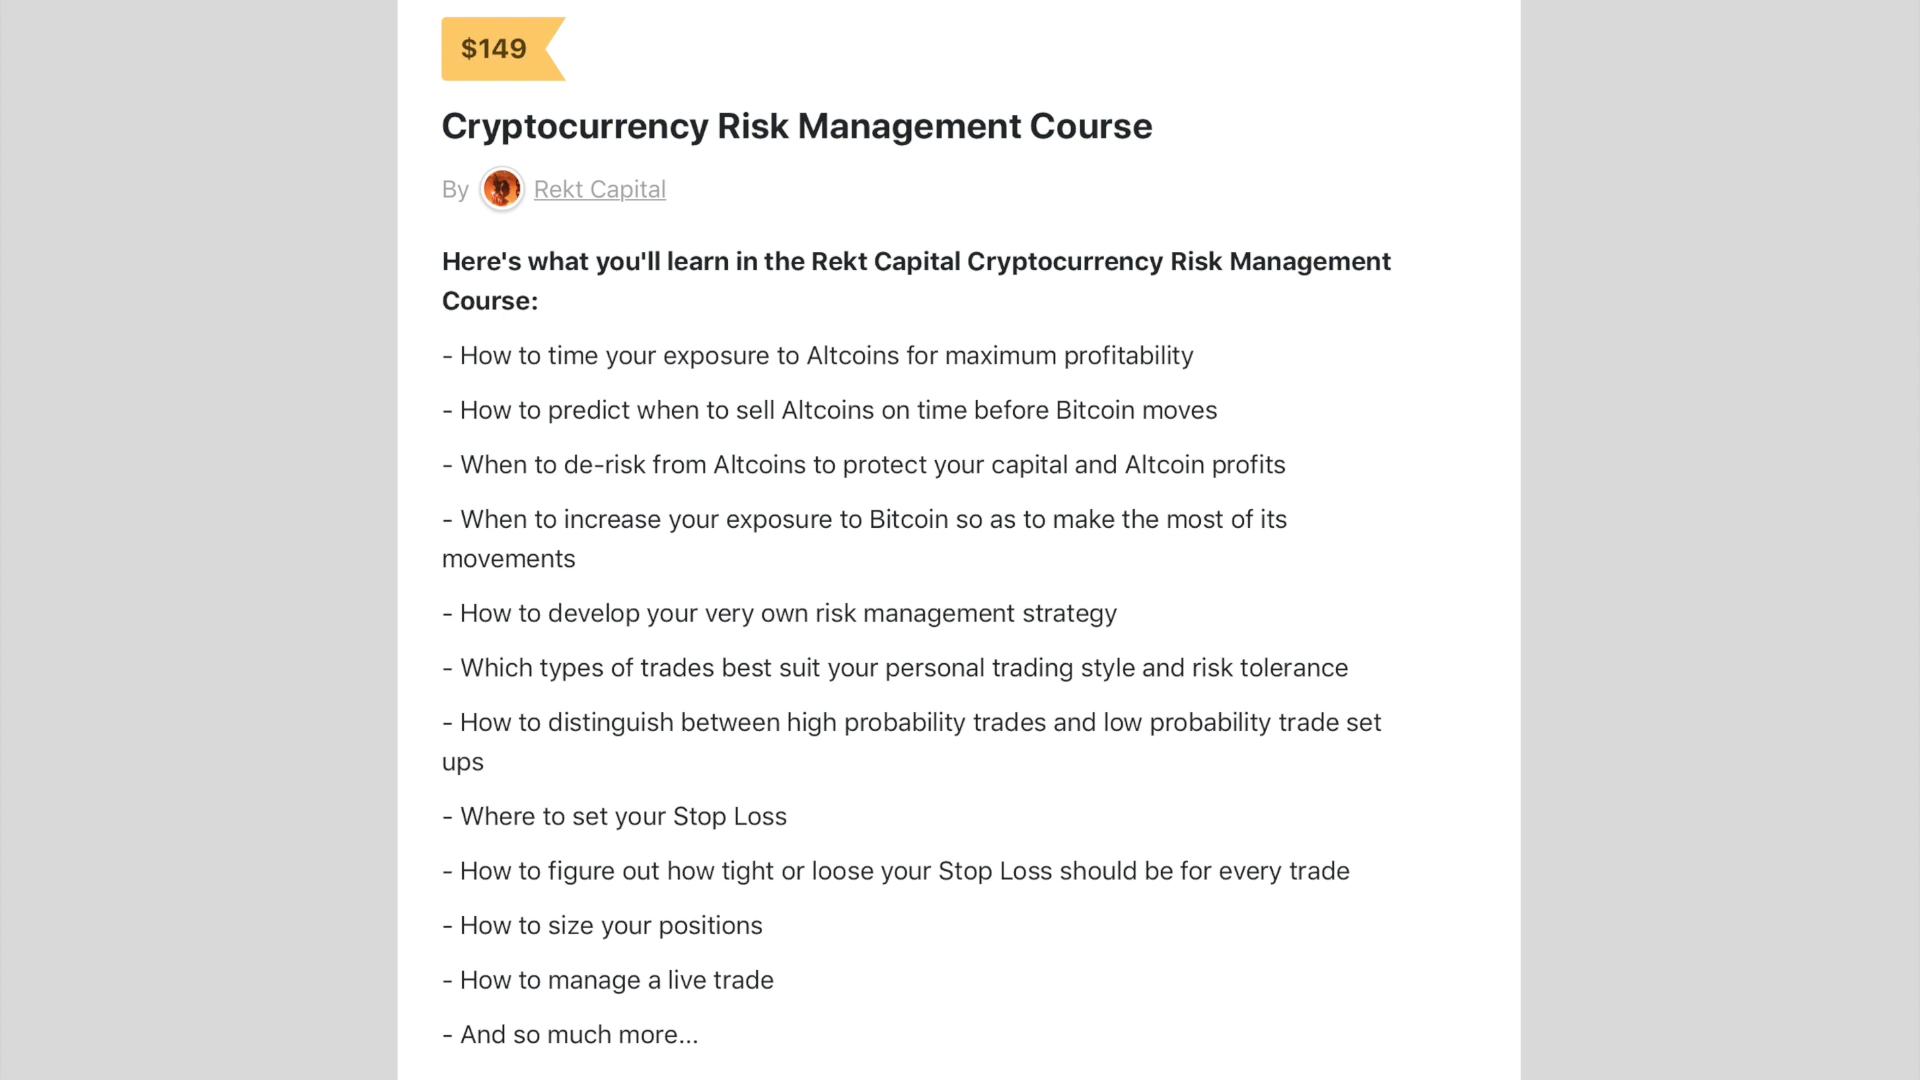 $149
Cryptocurrency Risk Management Course
By Rekt Capital
Here's what you'll learn in the Rekt Capital Cryptocurrency Risk Management
Course:
- How to time your exposure to Altcoins for maximum profitability
- How to predict when to sell Altcoins on time before Bitcoin moves
- When to de-risk from Altcoins to protect your capital and Altcoin profits
- When to increase your exposure to Bitcoin so as to make the most of its
movements
- How to develop your very own risk management strategy
- Which types of trades best suit your personal trading style and risk tolerance
- How to distinguish between high probability trades and low probability trade set
ups
- Where to set your Stop Loss
- How to figure out how tight or loose your Stop Loss should be for every trade
- How to size your positions
- How to manage a live trade
- And so much more...